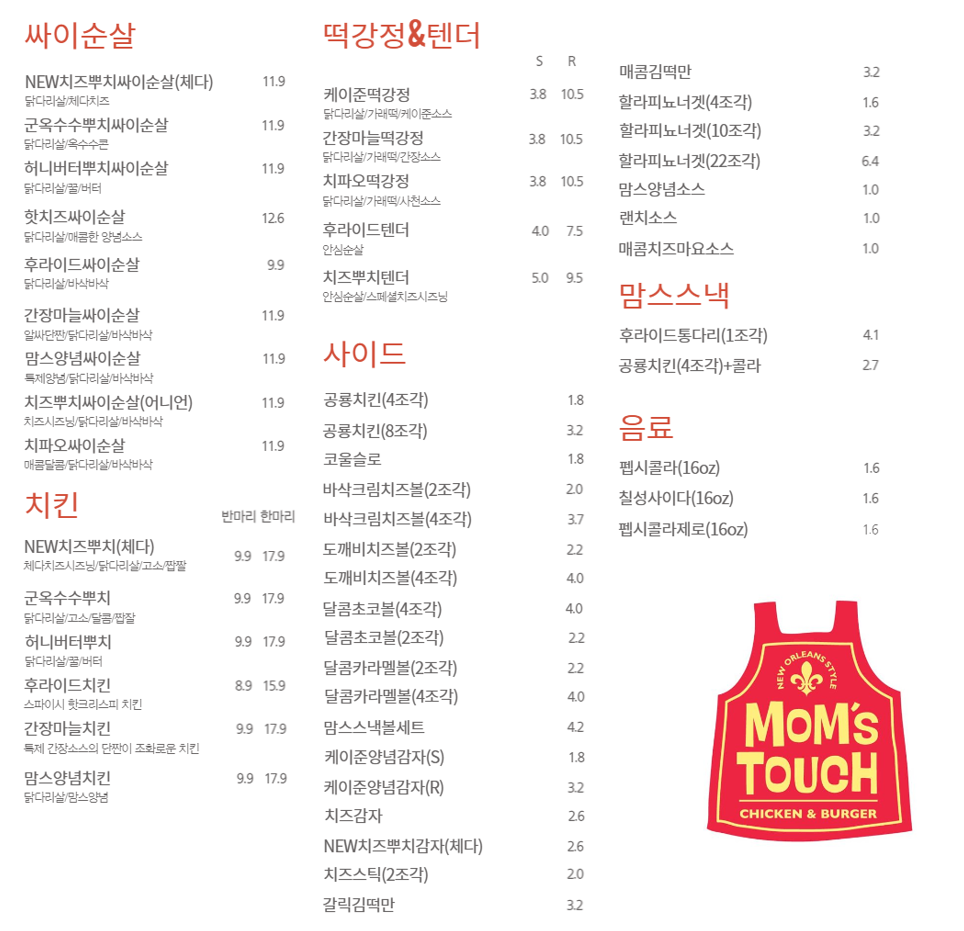 싸이순살
NEW치즈뿌치싸이순살(체다) 11.9
닭다리살/체다치즈
군옥수수뿌치싸이순살 11.9
닭다리살/옥수수콘
허니버터뿌치싸이순살 11.9
닭다리살/꿀/버터
핫치즈싸이순살 12.6
닭다리살/매콤한 양념소스
후라이드싸이순살 9.9
닭다리살/바삭바삭
간장마늘싸이순살 11.9
알싸단짠/닭다리살/바삭바삭
맘스양념싸이순살 11.9
특제양념/닭다리살/바삭바삭
치즈뿌치싸이순살(어니언) 11.9
치즈시즈닝/닭다리살/바삭바삭
치파오싸이순살 11.9
매콤달콤/닭다리살/바삭바삭
치킨
반마리 한마리
NEW치즈뿌치(체다) 9.9 17.9
체다치즈시즈닝/닭다리살/고소/짭짤
군옥수수뿌치 9.9 17.9
닭다리살/고소/달콤/짭잘
허니버터뿌치 9.9 17.9
닭다리살/꿀/버터
후라이드치킨 8.9 15.9
스파이시 핫크리스피 치킨
간장마늘치킨 9.9 17.9
특제 간장소스의 단짠이 조화로운 치킨
맘스양념치킨 9.9 17.9
닭다리살/맘스양념
떡강정&텐더
S R
케이준떡강정 3.8 10.5
닭다리살/가래떡/케이준소스
간장마늘떡강정 3.8 10.5
닭다리살/가래떡/간장소스
치파오떡강정 3.8 10.5
닭다리살/가래떡/사천소스
후라이드텐더 4.0 7.5
안심순살
치즈뿌치텐더 5.0 9.5
안심순살/스페셜치즈시즈닝
사이드
공룡치킨(4조각) 1.8
공룡치킨(8조각) 3.2
코울슬로 1.8
바삭크림치즈볼(2조각) 2.0
바삭크림치즈볼(4조각) 3.7
도깨비치즈볼(2조각) 2.2
도깨비치즈볼(4조각) 4.0
달콤초코볼(4조각) 4.0
달콤초코볼(2조각) 2.2
달콤카라멜볼(2조각) 2.2
달콤카라멜볼(4조각) 4.0
맘스스낵볼세트 4.2
케이준양념감자(S) 1.8
케이준양념감자(R) 3.2
치즈감자 2.6
NEW치즈뿌치감자(체다) 2.6
치즈스틱(2조각) 2.0
갈릭김떡만 3.2
매콤김떡만 3.2
할라피뇨너겟(4조각) 1.6
할라피뇨너겟(10조각) 3.2
할라피뇨너겟(22조각) 6.4
맘스양념소스 1.0
랜치소스 1.0
매콤치즈마요소스 1.0
맘스스낵
후라이드통다리(1조각) 4.1
공룡치킨(4조각)+콜라 2.7
음료
펩시콜라(16oz) 1.6
칠성사이다(16oz) 1.6
펩시콜라제로(16oz) 1.6
NEW ORLEANS STYLE
MOM'S
TOUCH
CHICKEN & BURGER